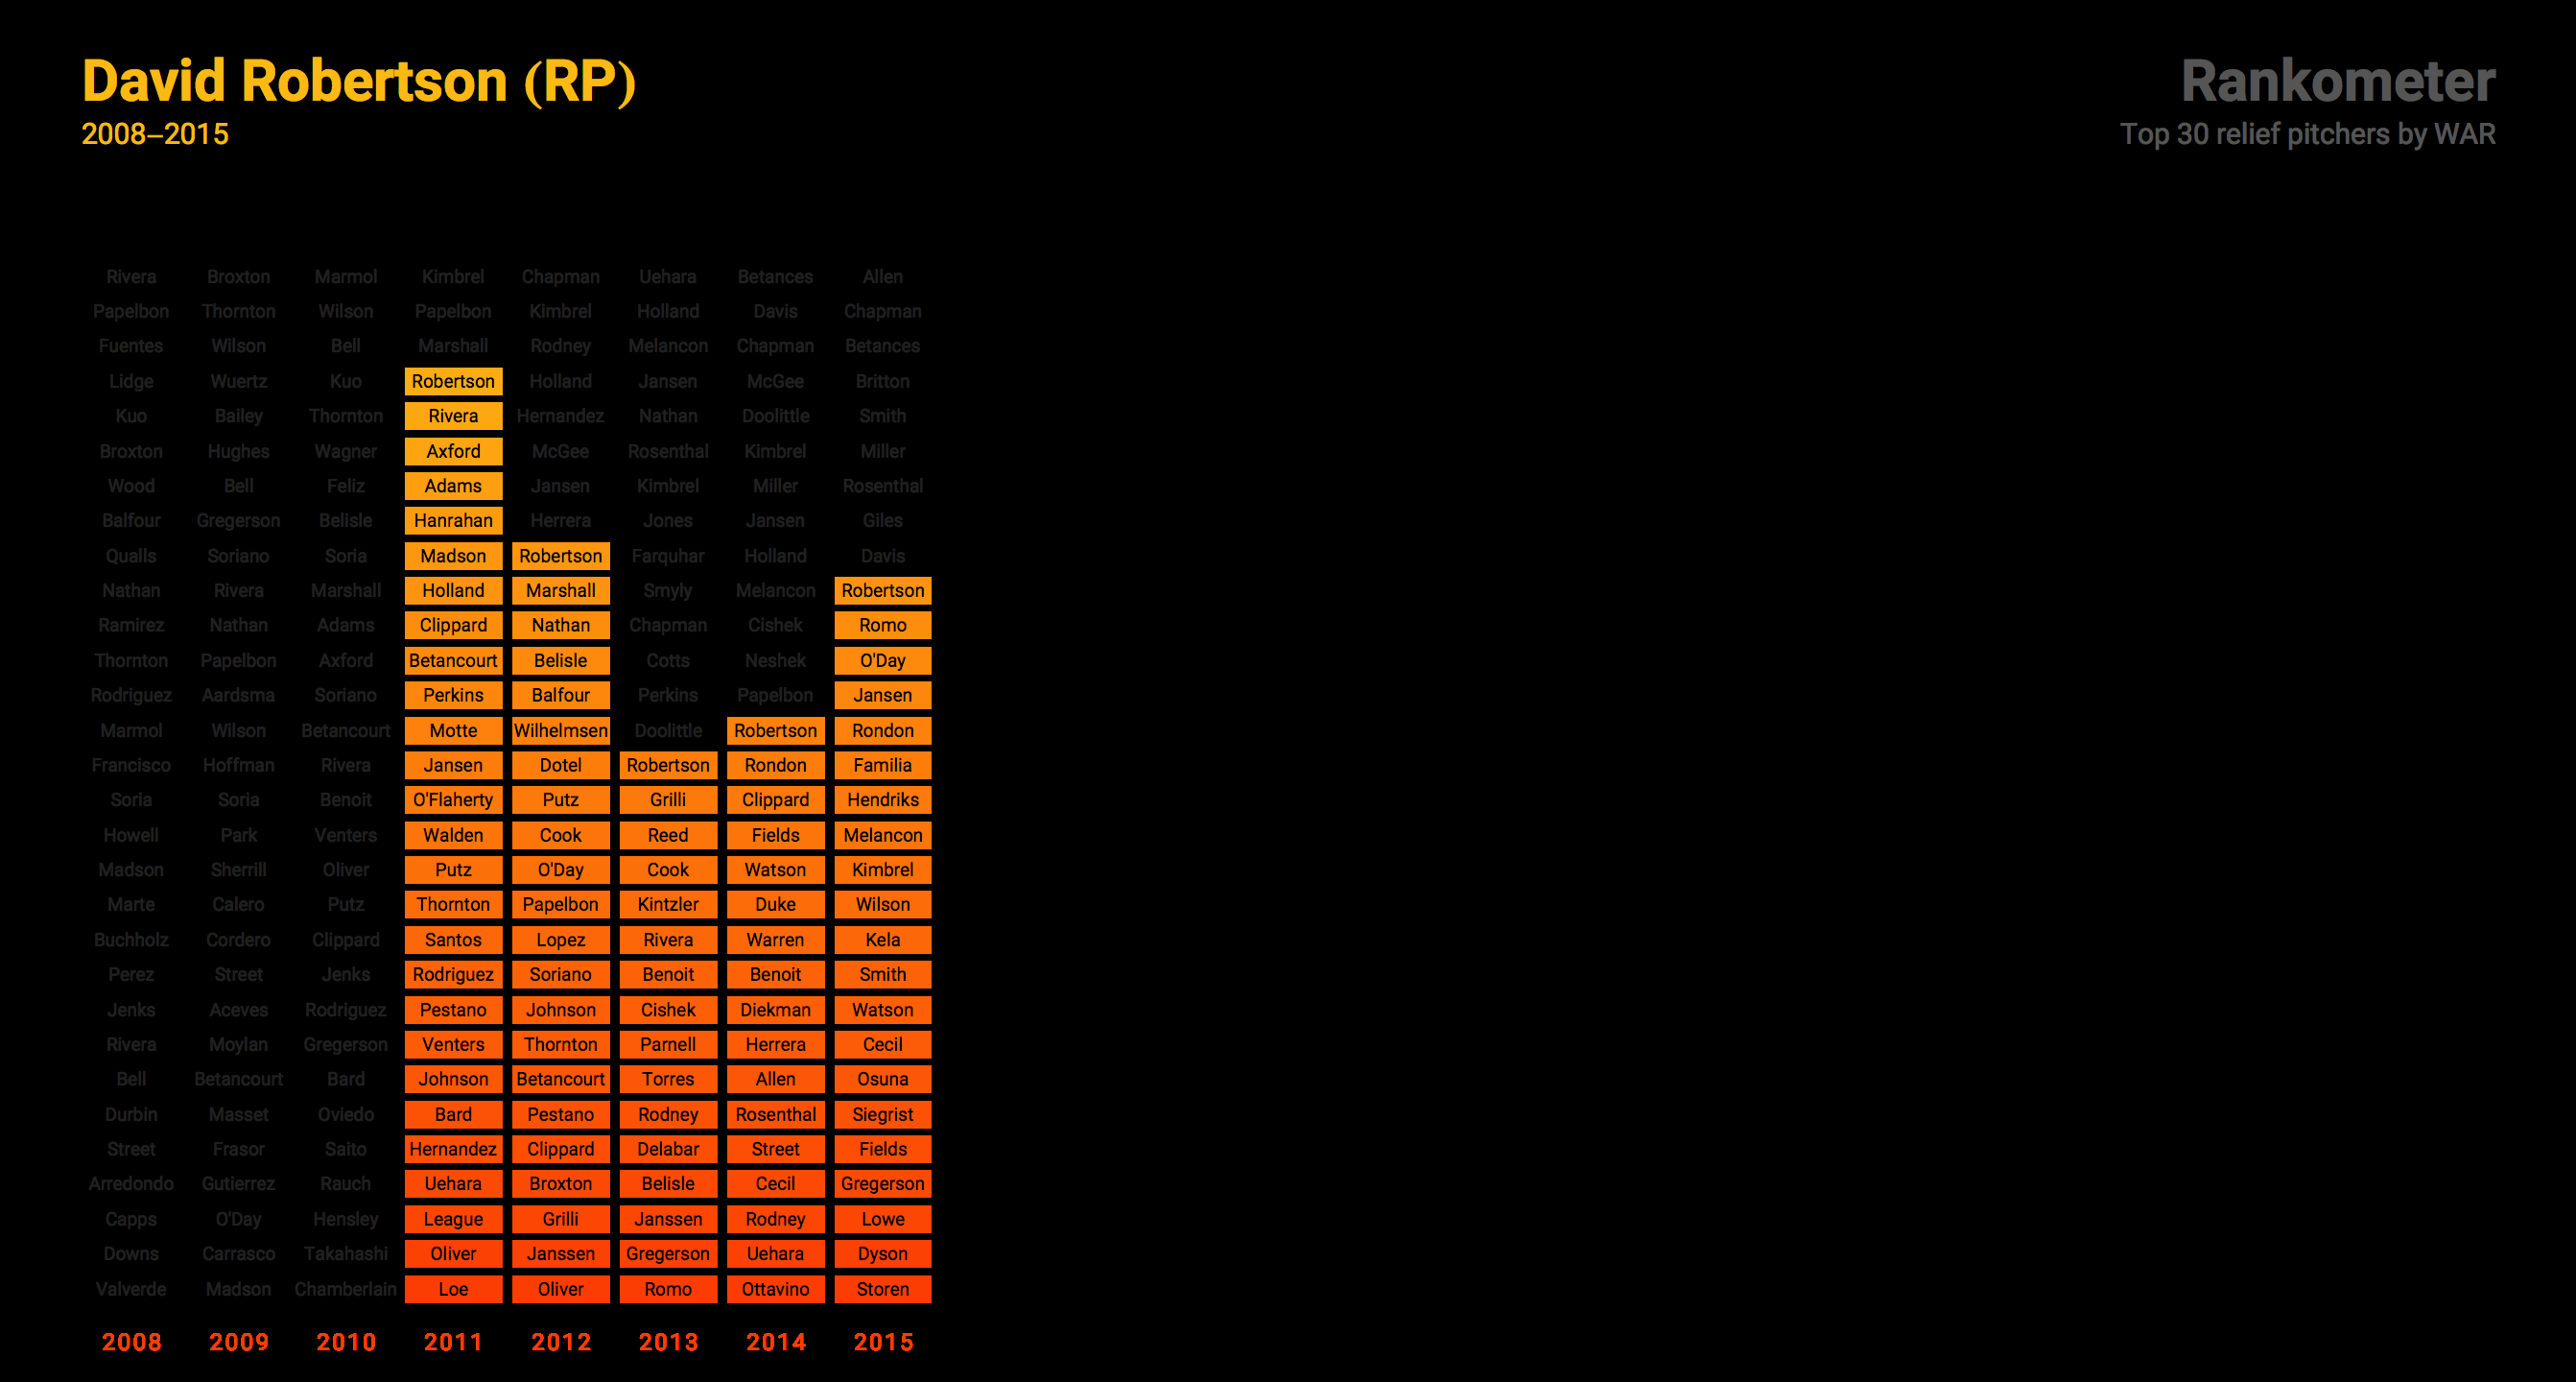 David Robertson (RP)
2008–2015
Rankometer
Top 30 relief pitchers by WAR
Rivera Broxton Marmol Kimbrel Chapman Uehara Betances Allen
Papelbon Thornton Wilson Papelbon Kimbrel Holland Davis Chapman
Fuentes Wilson Bell Marshall Rodney Melancon Chapman Betances
Lidge Wuertz Kuo Robertson Holland Jansen McGee Britton
Kuo Bailey Thornton Rivera Hernandez Nathan Doolittle Smith
Broxton Hughes Wagner Axford McGee Rosenthal Kimbrel Miller
Wood Bell Feliz Adams Jansen Kimbrel Miller Rosenthal
Balfour Gregerson Belisle Hanrahan Herrera Jones Jansen Giles
Qualls Soriano Soria Madson Robertson Farquhar Holland Davis
Nathan Rivera Marshall Holland Marshall Smyly Melancon Robertson
Ramirez Nathan Adams Clippard Nathan Chapman Cishek Romo
Thornton Papelbon Axford Betancourt Belisle Cotts Neshek O'Day
Rodriguez Aardsma Soriano Perkins Balfour Perkins Papelbon Jansen
Marmol Wilson Betancourt Motte Wilhelmsen Doolittle Robertson Rondon
Francisco Hoffman Rivera Jansen Dotel Robertson Rondon Familia
Soria Soria Benoit O'Flaherty Putz Grilli Clippard Hendriks
Howell Park Venters Walden Cook Reed Fields Melancon
Madson Sherrill Oliver Putz O'Day Cook Watson Kimbrel
Marte Calero Putz Thornton Papelbon Kintzler Duke Wilson
Buchholz Cordero Clippard Santos Lopez Rivera Warren Kela
Perez Street Jenks Rodriguez Soriano Benoit Benoit Smith
Jenks Aceves Rodriguez Pestano Johnson Cishek Diekman Watson
Rivera Moylan Gregerson Venters Thornton Parnell Herrera Cecil
Bell Betancourt Bard Johnson Betancourt Torres Allen Osuna
Durbin Masset Oviedo Bard Pestano Rodney Rosenthal Siegrist
Street Frasor Saito Hernandez Clippard Delabar Street Fields
Arredondo Gutierrez Rauch Uehara Broxton Belisle Cecil Gregerson
Capps O'Day Hensley League Grilli Janssen Rodney Lowe
Downs Carrasco Takahashi Oliver Janssen Gregerson Uehara Dyson
Valverde Madson Chamberlain Loe Oliver Romo Ottavino Storen
2008 2009 2010 2011 2012 2013 2014 2015